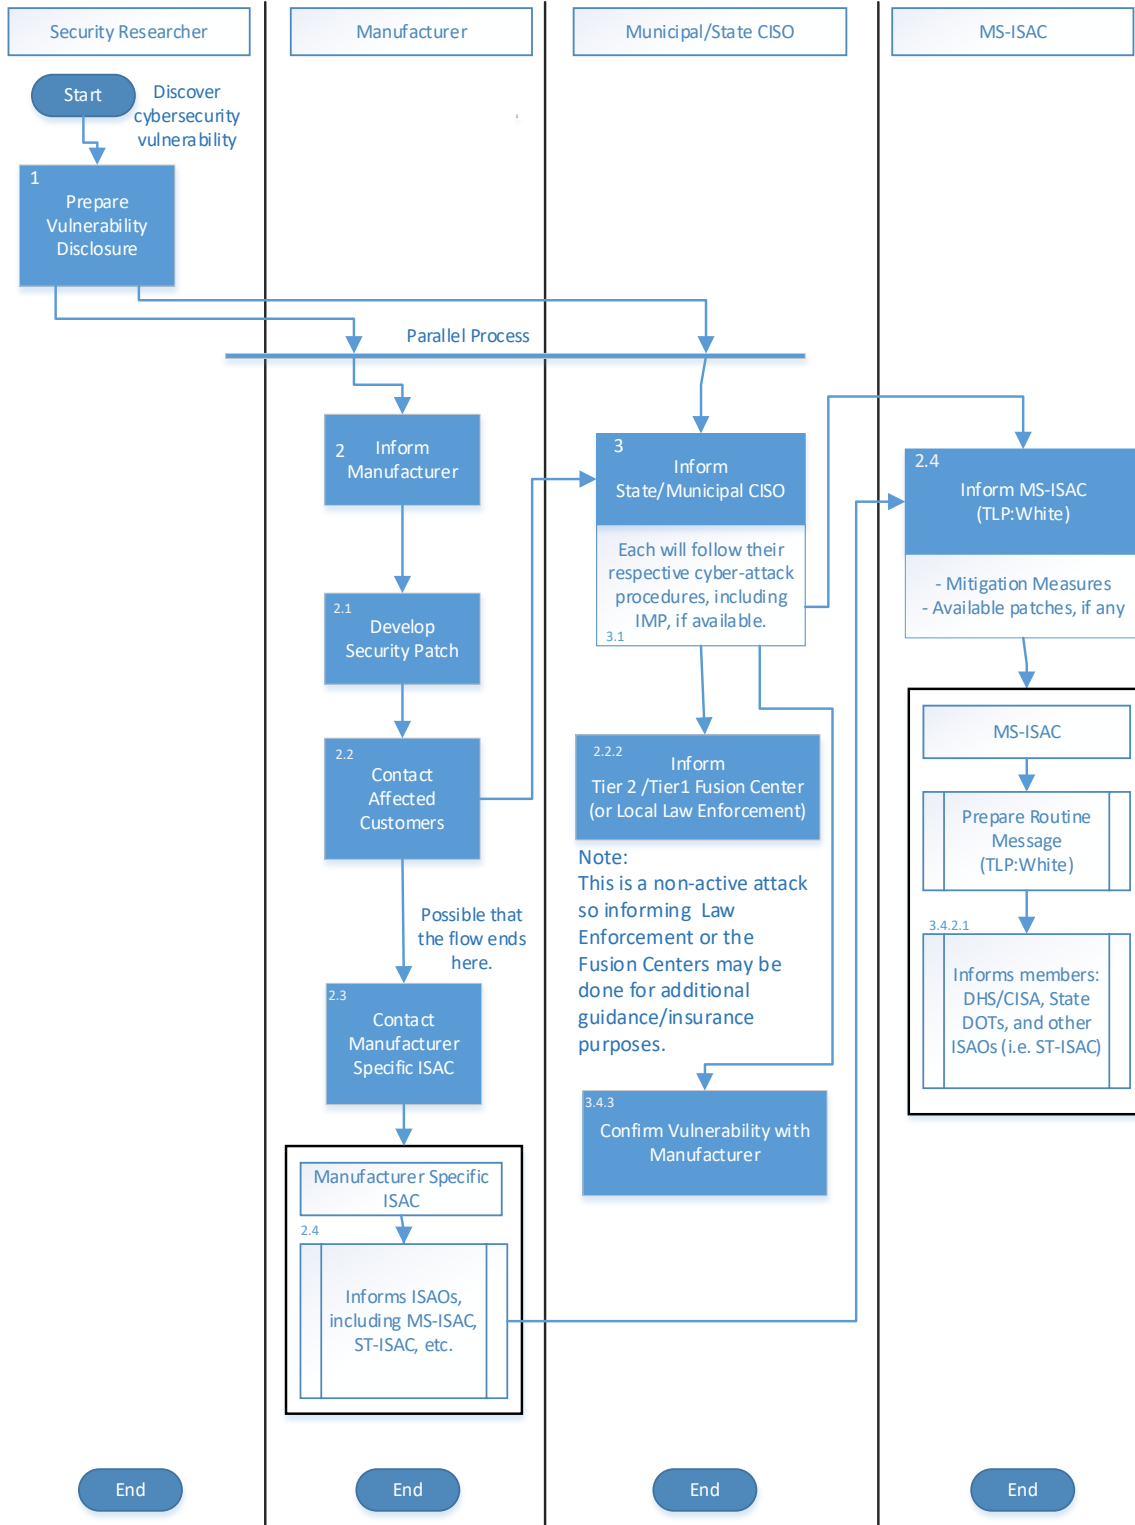 Security Researcher
Manufacturer
Municipal/State CISO
MS-ISAC
Start
Discover
cybersecurity
vulnerability
1
Prepare
Vulnerability
Disclosure
Parallel Process
2
Inform
Manufacturer
2.1
Develop
Security Patch
2.2
Contact
Affected
Customers
Possible that
the flow ends
here.
2.3
Contact
Manufacturer
Specific ISAC
Manufacturer Specific
ISAC
2.4
Informs ISAOs,
including MS-ISAC,
ST-ISAC, etc.
3
Inform
State/Municipal CISO
Each will follow their
respective cyber-attack
procedures, including
IMP, if available.
3.1
2.2.2
Inform
Tier 2 /Tier1 Fusion Center
(or Local Law Enforcement)
Note:
This is a non-active attack
so informing Law
Enforcement or the
Fusion Centers may be
done for additional
guidance/insurance
purposes.
3.4.3
Confirm Vulnerability with
Manufacturer
2.4
Inform MS-ISAC
(TLP:White)
- Mitigation Measures
- Available patches, if any
MS-ISAC
Prepare Routine
Message
(TLP:White)
3.4.2.1
Informs members:
DHS/CISA, State
DOTs, and other
ISAOs (i.e. ST-ISAC)
End
End
End
End